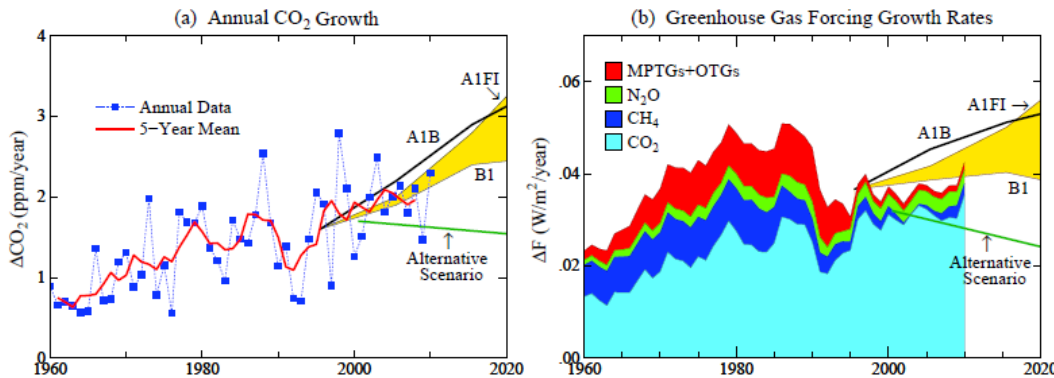 (a) Annual CO₂ Growth
ΔCO₂ (ppm/year)
4
3
2
1
0
1960
1980
2000
2020
Annual Data
5−Year Mean
A1FI
→
A1B
B1
↑
Alternative
Scenario
(b) Greenhouse Gas Forcing Growth Rates
ΔF (W/m²/year)
.06
.04
.02
.00
1960
1980
2000
2020
MPTGs+OTGs
N₂O
CH₄
CO₂
A1FI→
A1B
B1
↑
Alternative
Scenario